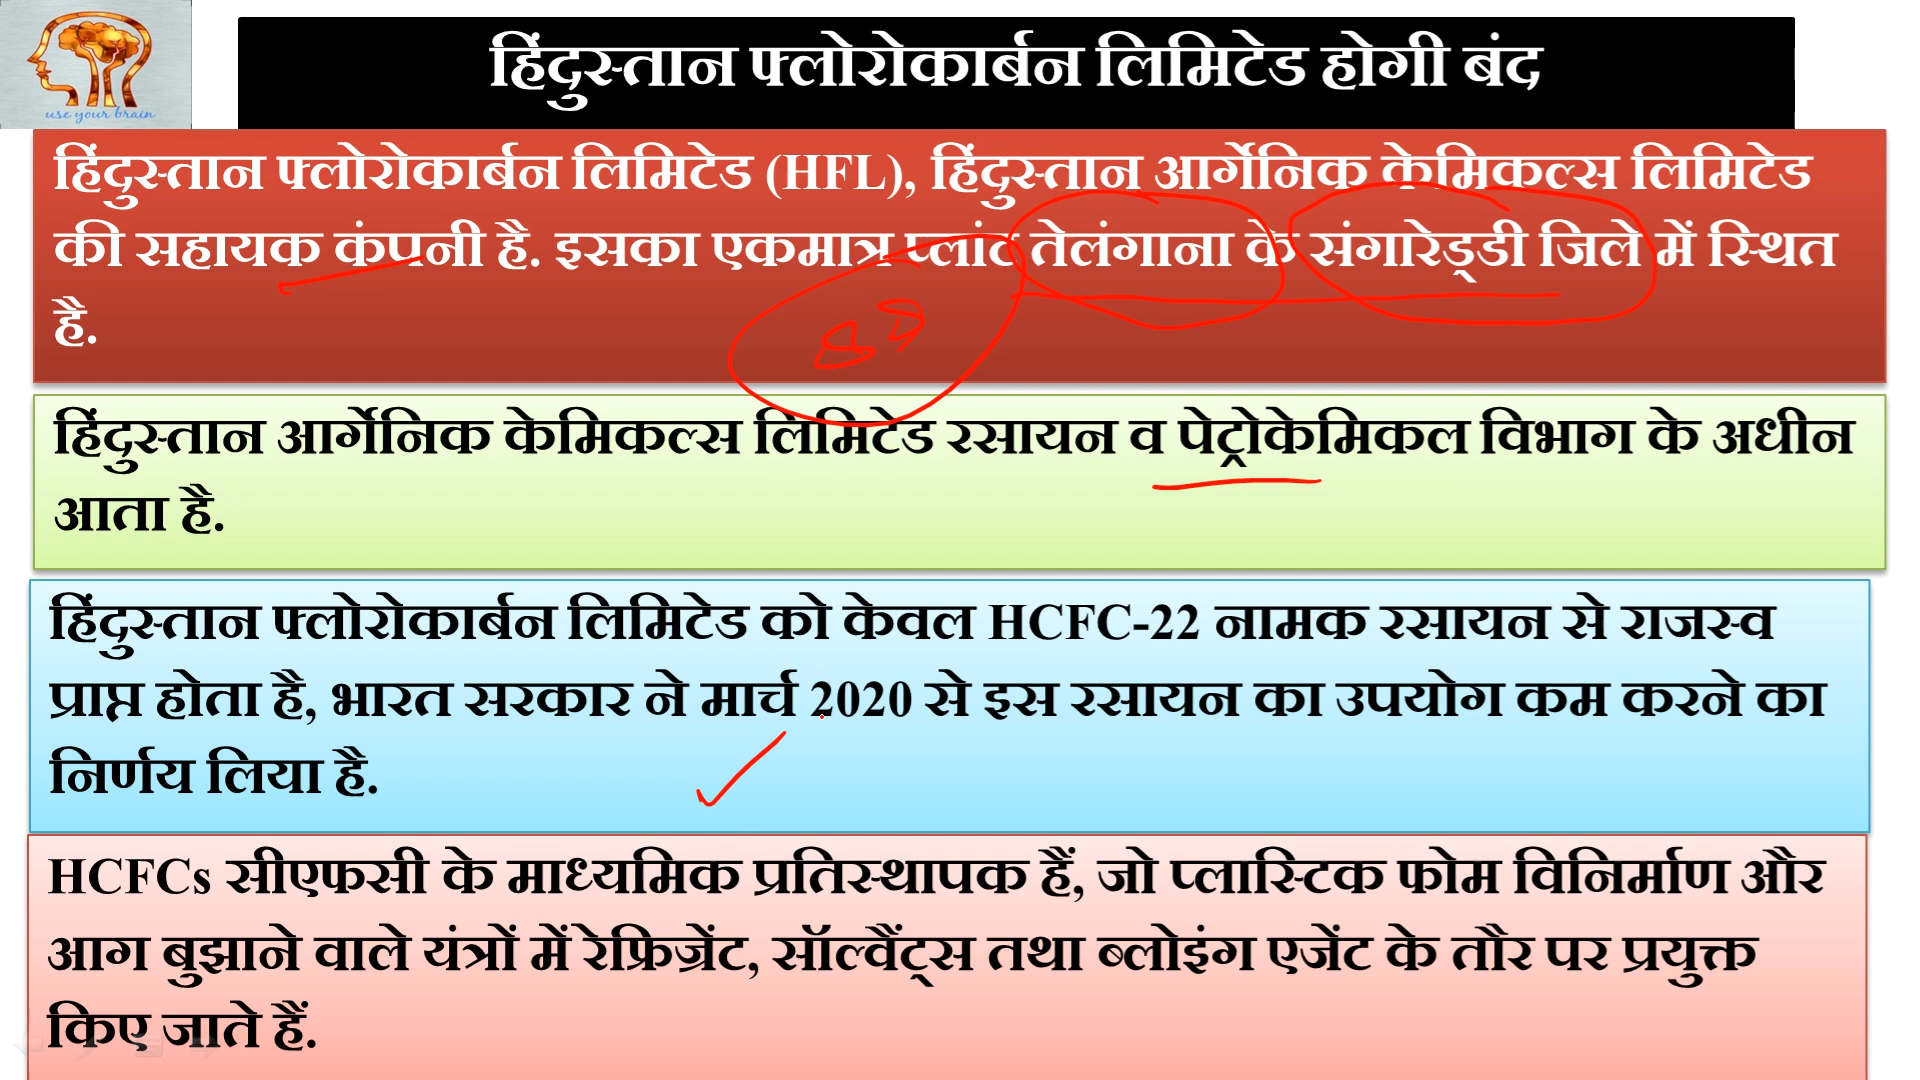 use your brain
हिंदुस्तान फ्लोरोकार्बन लिमिटेड होगी बंद
हिंदुस्तान फ्लोरोकार्बन लिमिटेड (HFL), हिंदुस्तान आर्गेनिक केमिकल्स लिमिटेड
की सहायक कंपनी है. इसका एकमात्र प्लांट तेलंगाना के संगारेड्डी जिले में स्थित
है.
हिंदुस्तान आर्गेनिक केमिकल्स लिमिटेड रसायन व पेट्रोकेमिकल विभाग के अधीन
आता है.
हिंदुस्तान फ्लोरोकार्बन लिमिटेड को केवल HCFC-22 नामक रसायन से राजस्व
प्राप्त होता है, भारत सरकार ने मार्च 2020 से इस रसायन का उपयोग कम करने का
निर्णय लिया है.
HCFCs सीएफसी के माध्यमिक प्रतिस्थापक हैं, जो प्लास्टिक फोम विनिर्माण और
आग बुझाने वाले यंत्रों में रेफ्रिज्रेंट, सॉल्वैंट्स तथा ब्लोइंग एजेंट के तौर पर प्रयुक्त
किए जाते हैं.